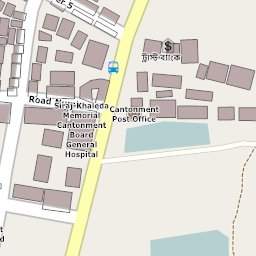 ট্রাস্ট ব্যাংক
Road N
Siraj-Khaleda
Memorial
Cantonment
Board
General
Hospital
Cantonment
Post Office